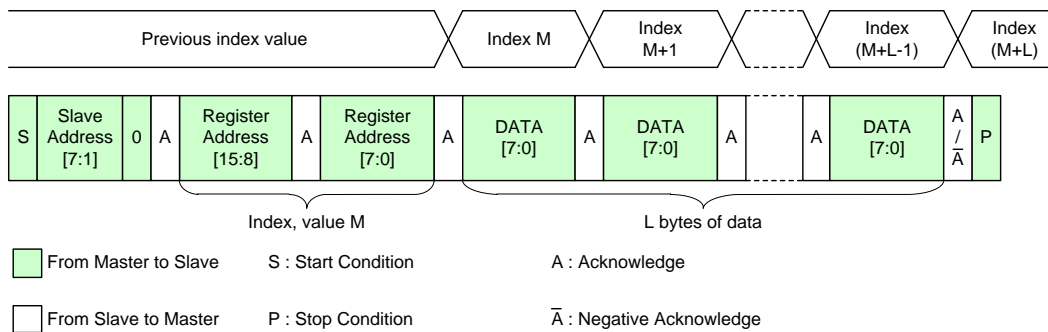 Previous index value
Index M
Index
M+1
Index
(M+L-1)
Index
(M+L)
S
Slave
Address
[7:1]
0
A
Register
Address
[15:8]
A
Register
Address
[7:0]
A
DATA
[7:0]
A
DATA
[7:0]
A
A
DATA
[7:0]
A
/
A̅
P
Index, value M
L bytes of data
From Master to Slave
S : Start Condition
A : Acknowledge
From Slave to Master
P : Stop Condition
A̅ : Negative Acknowledge